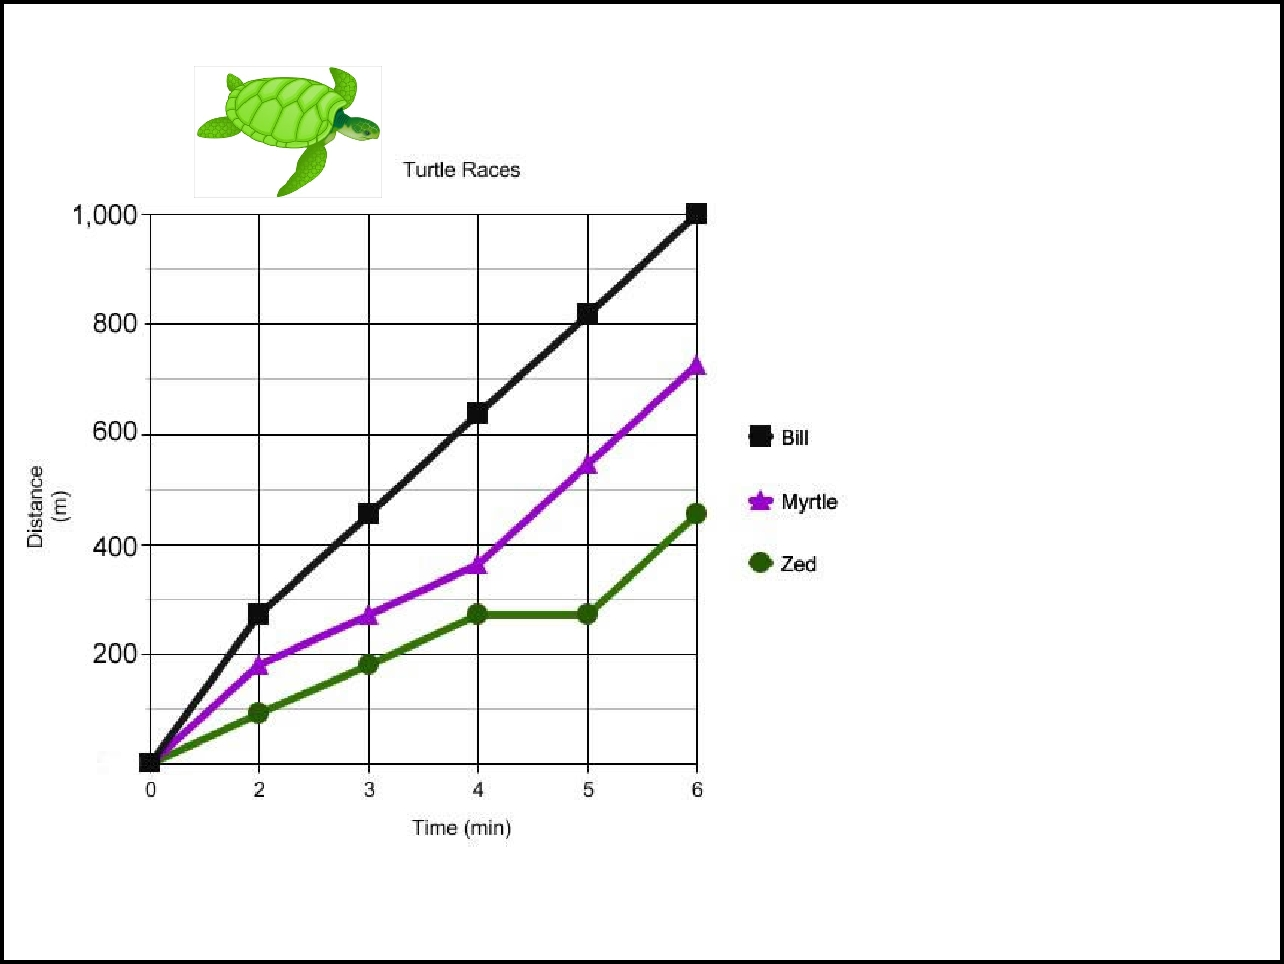 Turtle Races
1,000
800
600
400
200
Distance
(m)
0 2 3 4 5 6
Time (min)
Bill
Myrtle
Zed